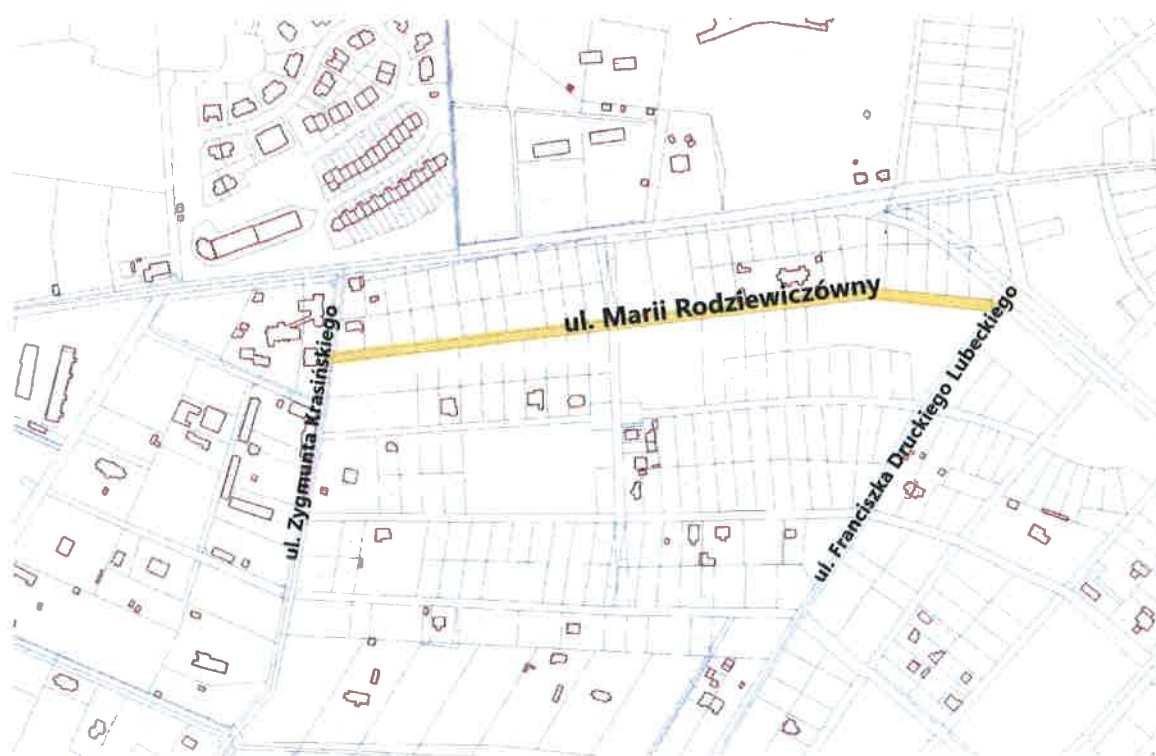 ul. Marii Rodziewiczówny
ul. Zygmunta Krasińskiego
ul. Franciszka Druckiego Lubeckiego